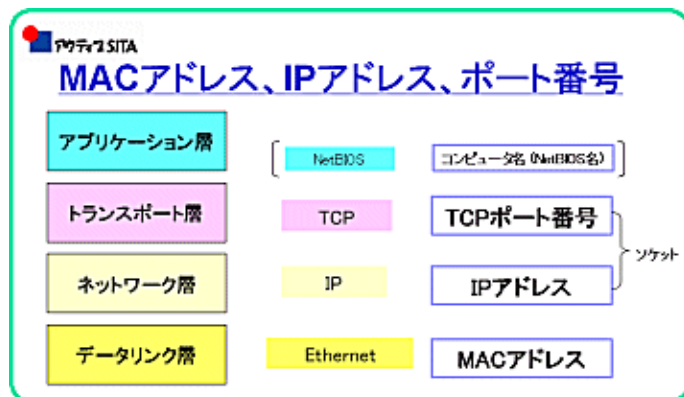 アクティブSITA
MACアドレス、IPアドレス、ポート番号
アプリケーション層
NetBIOS
コンピュータ名(NetBIOS名)
トランスポート層
TCP
TCPポート番号
ソケット
ネットワーク層
IP
IPアドレス
データリンク層
Ethernet
MACアドレス